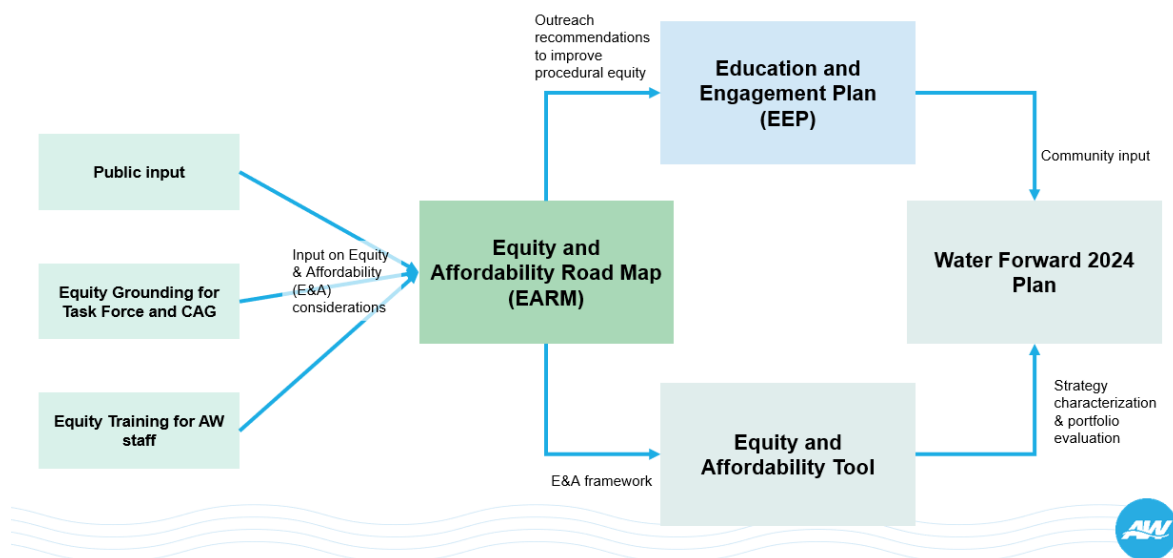 Outreach
recommendations
to improve
procedural equity
Education and
Engagement Plan
(EEP)
Community input
Public input
Equity Grounding for
Task Force and CAG
Equity Training for AW
staff
Input on Equity
& Affordability
(E&A)
considerations
Equity and
Affordability Road Map
(EARM)
Water Forward 2024
Plan
E&A framework
Equity and
Affordability Tool
Strategy
characterization
& portfolio
evaluation
AW